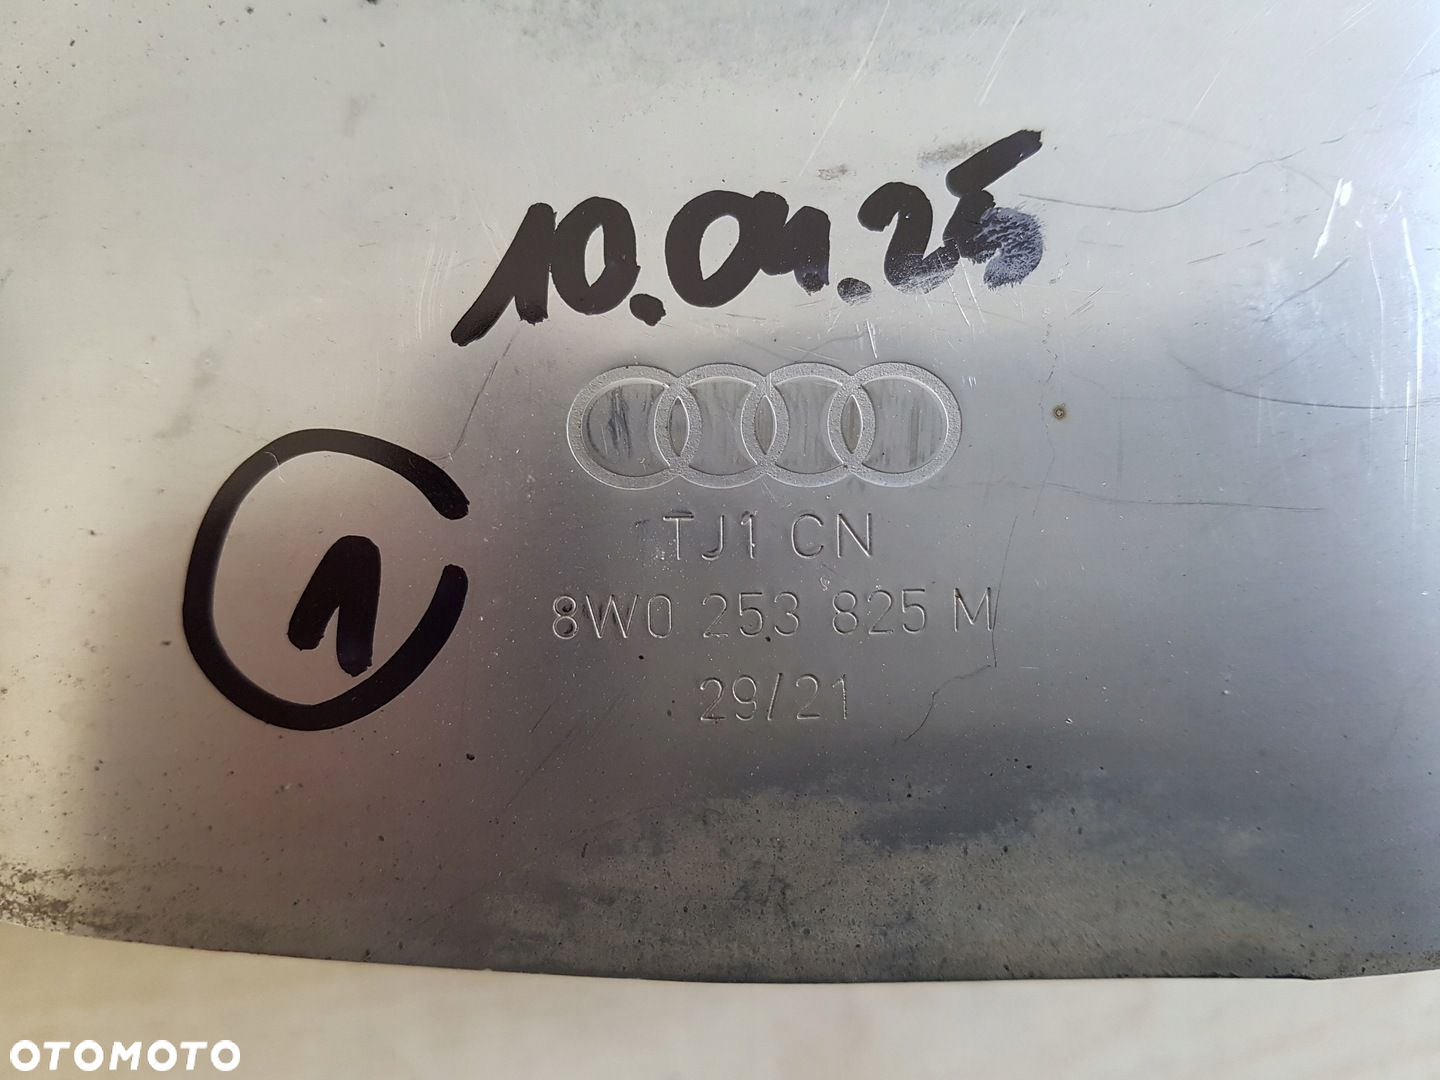 10.04.25
1
TJ1 CN
8W0 253 825 M
29/21
OTOMOTO